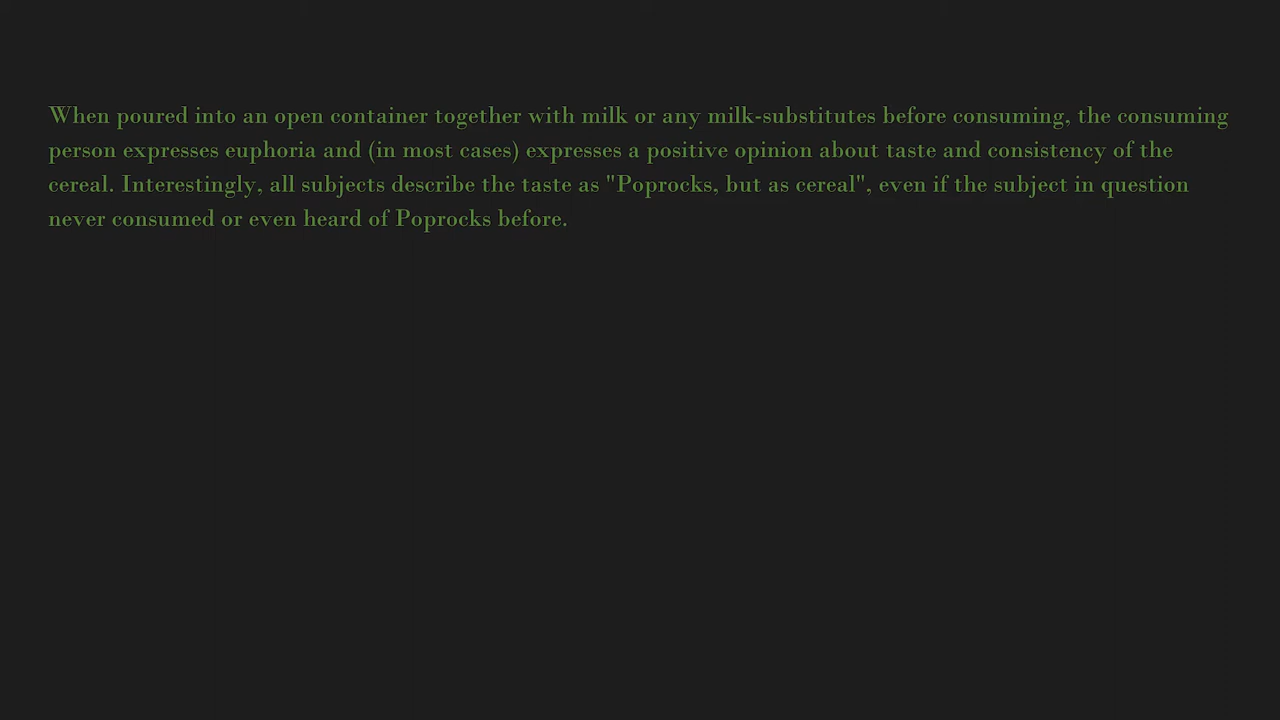 When poured into an open container together with milk or any milk-substitutes before consuming, the consuming
person expresses euphoria and (in most cases) expresses a positive opinion about taste and consistency of the
cereal. Interestingly, all subjects describe the taste as "Poprocks, but as cereal", even if the subject in question
never consumed or even heard of Poprocks before.